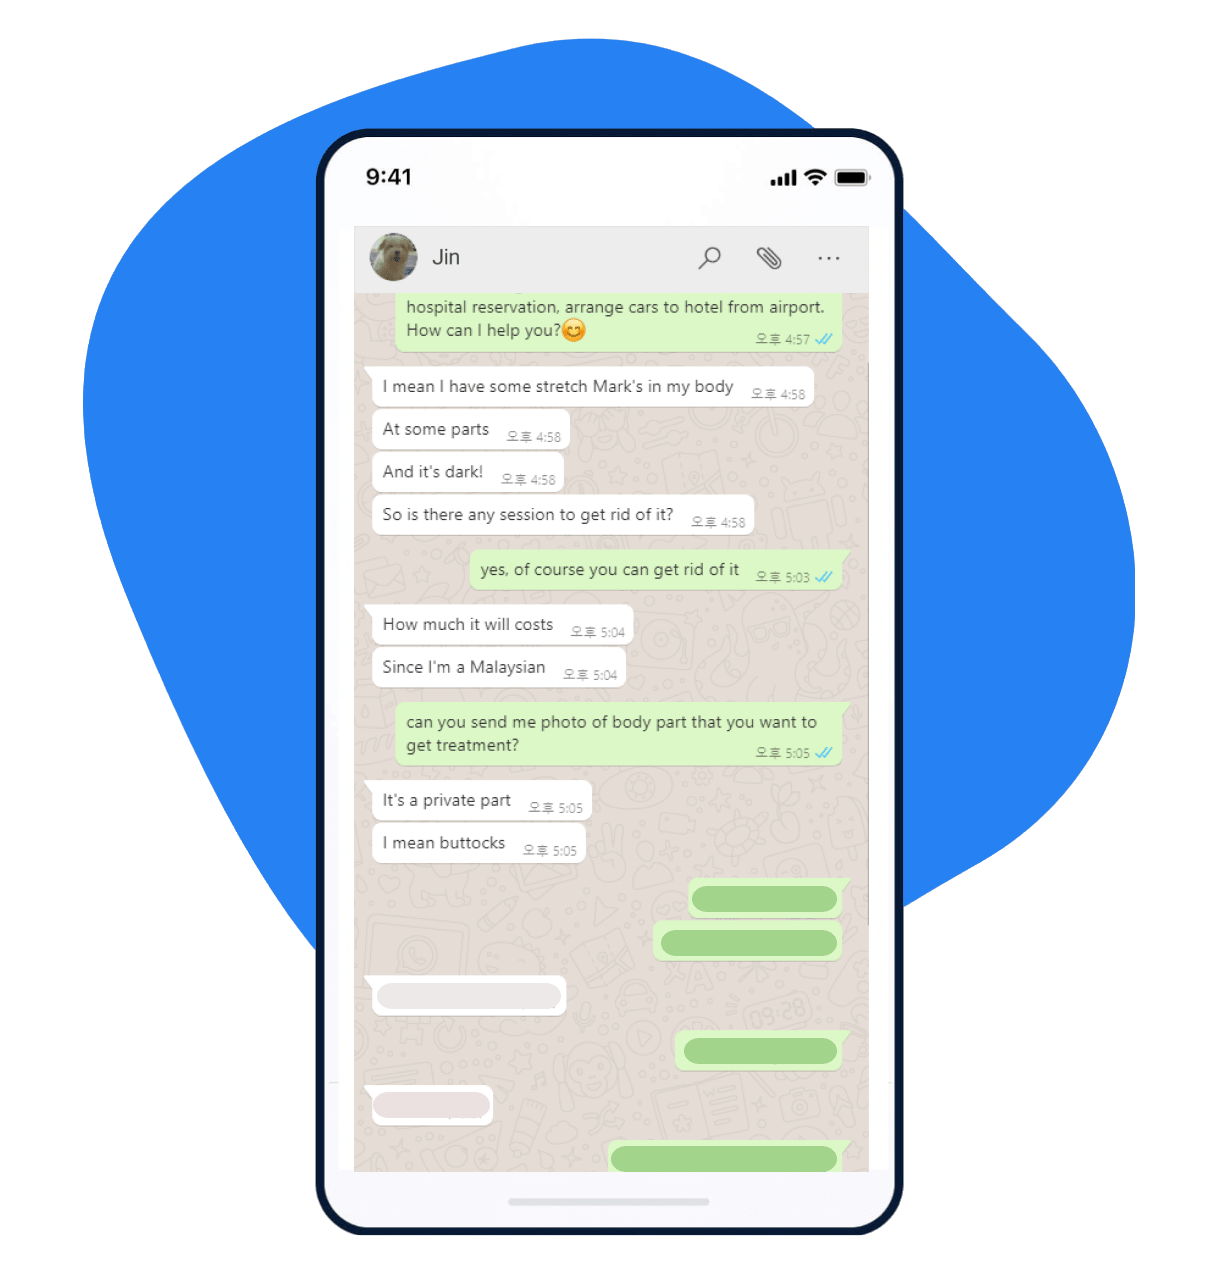 9:41
Jin
hospital reservation, arrange cars to hotel from airport.
How can I help you?😊
오후 4:57
I mean I have some stretch Mark's in my body
오후 4:58
At some parts
오후 4:58
And it's dark!
오후 4:58
So is there any session to get rid of it?
오후 4:58
yes, of course you can get rid of it
오후 5:03
How much it will costs
오후 5:04
Since I'm a Malaysian
오후 5:04
can you send me photo of body part that you want to
get treatment?
오후 5:05
It's a private part
오후 5:05
I mean buttocks
오후 5:05